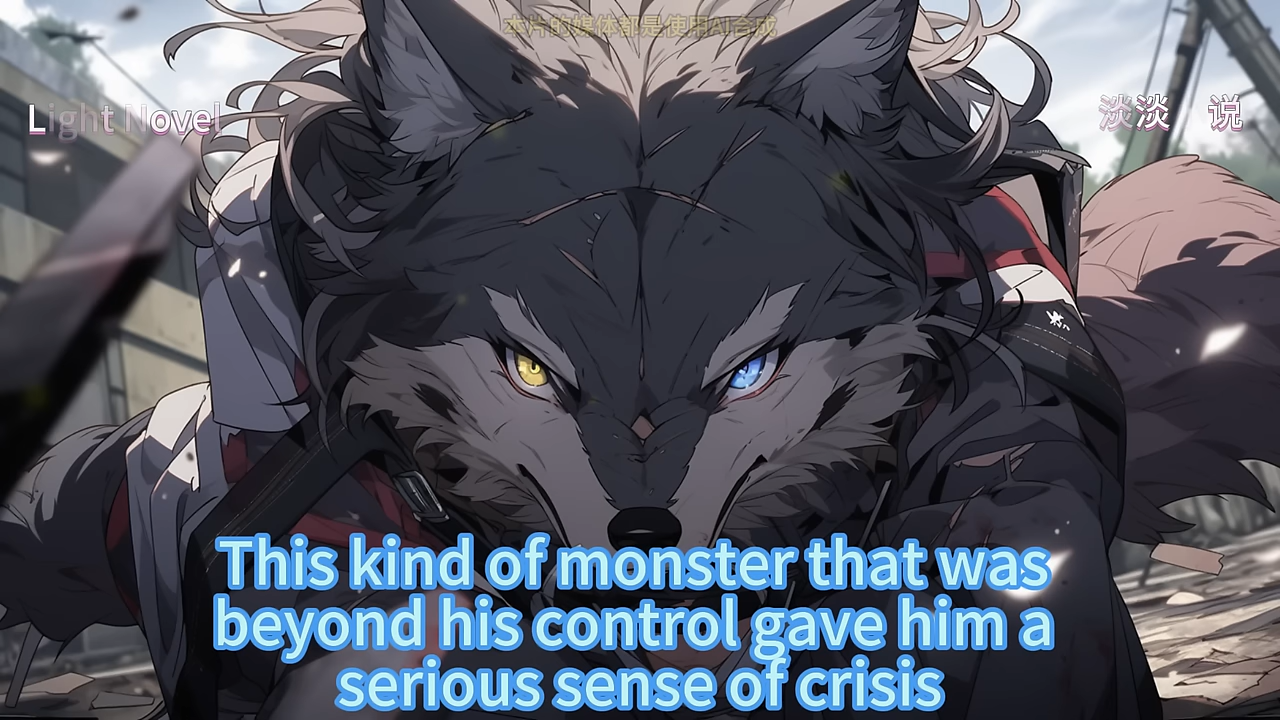 本片的媒体都是使用AI合成
Light Novel
淡淡 说
This kind of monster that was
beyond his control gave him a
serious sense of crisis